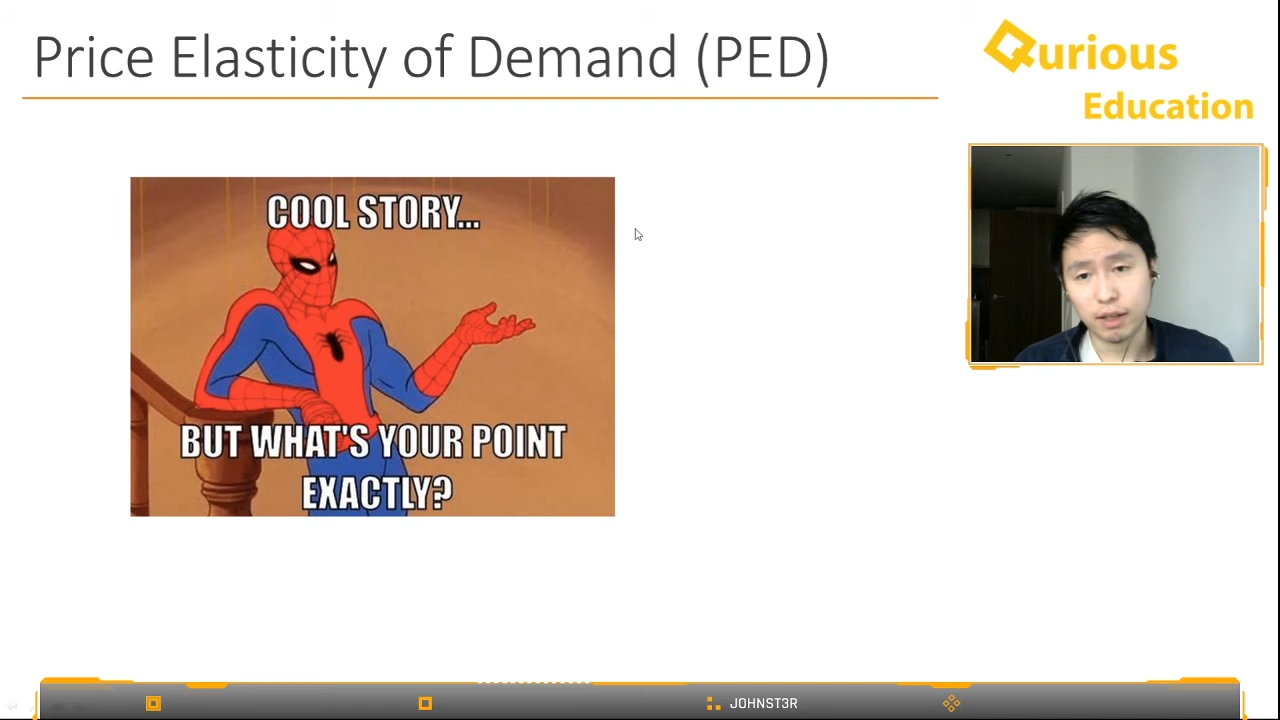 Price Elasticity of Demand (PED)
Qurious
Education
COOL STORY...
BUT WHAT'S YOUR POINT
EXACTLY?
JOHNST3R